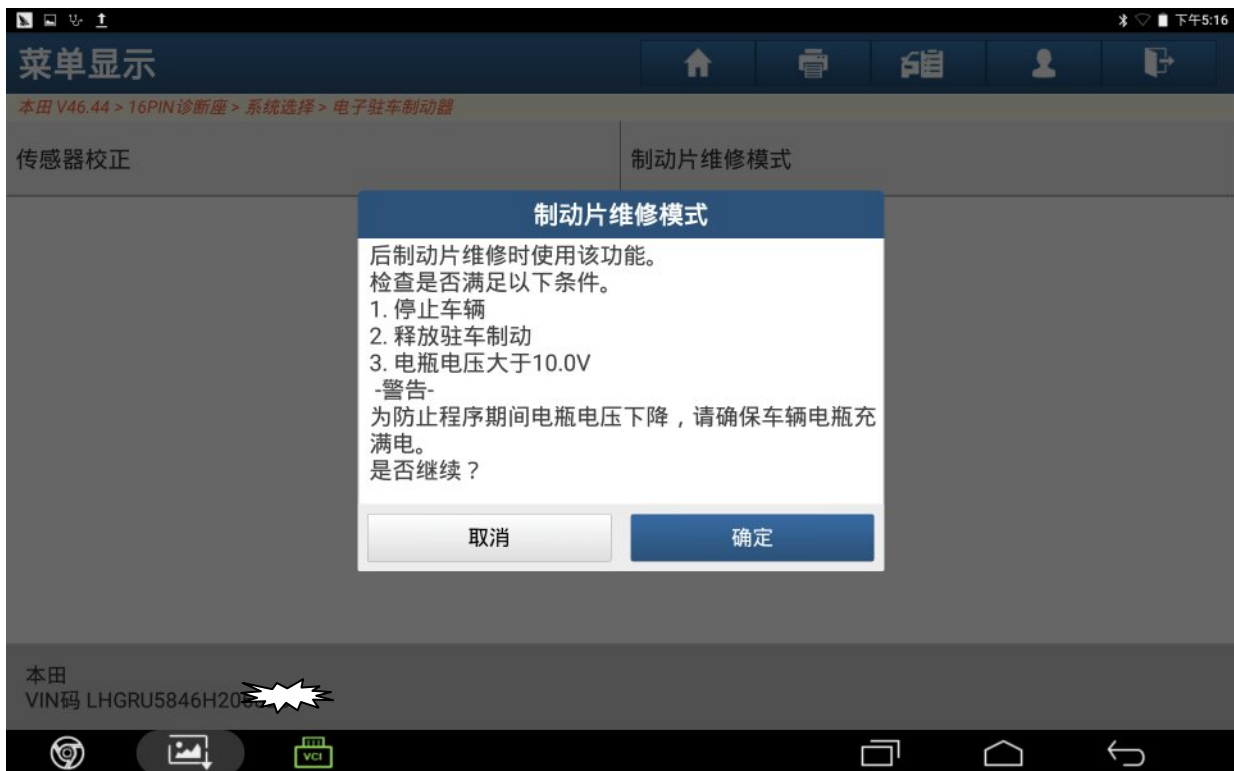 下午5:16
菜单显示
本田 V46.44 > 16PIN诊断座 > 系统选择 > 电子驻车制动器
传感器校正
制动片维修模式
制动片维修模式
后制动片维修时使用该功能。
检查是否满足以下条件。
1. 停止车辆
2. 释放驻车制动
3. 电瓶电压大于10.0V
-警告-
为防止程序期间电瓶电压下降，请确保车辆电瓶充
满电。
是否继续？
取消
确定
本田
VIN码 LHGRU5846H20
VCI